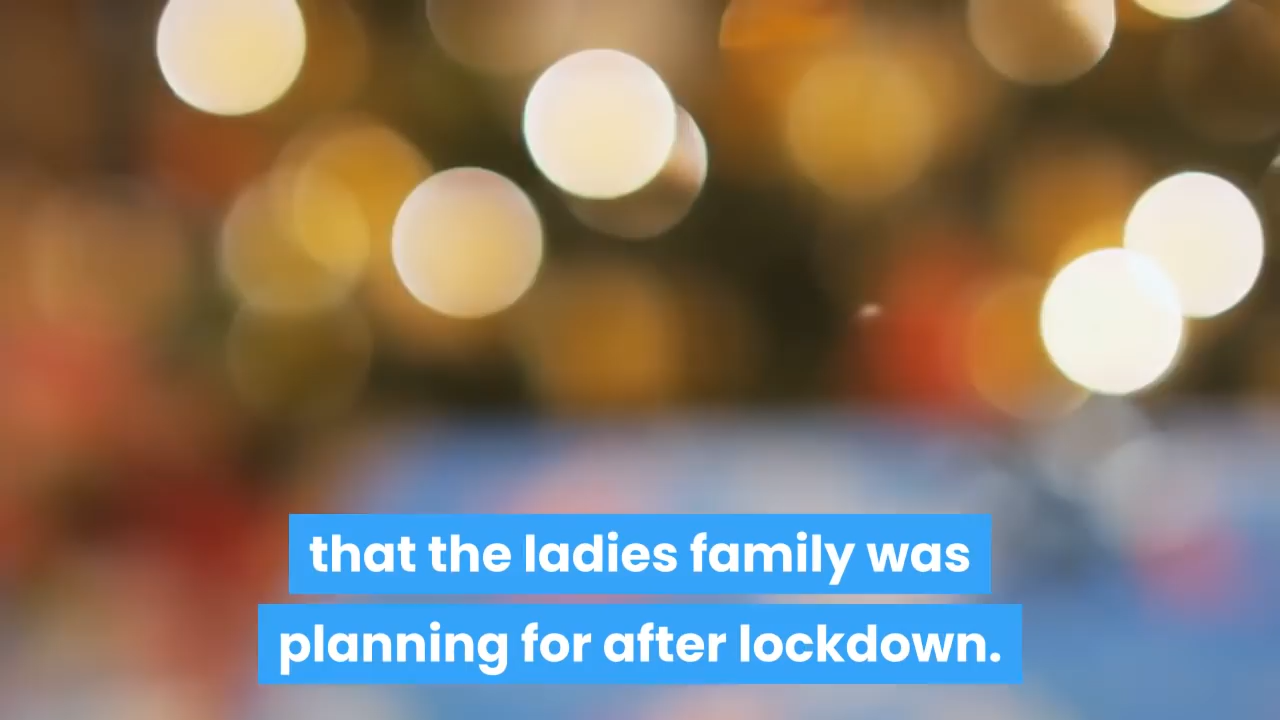 that the ladies family was
planning for after lockdown.